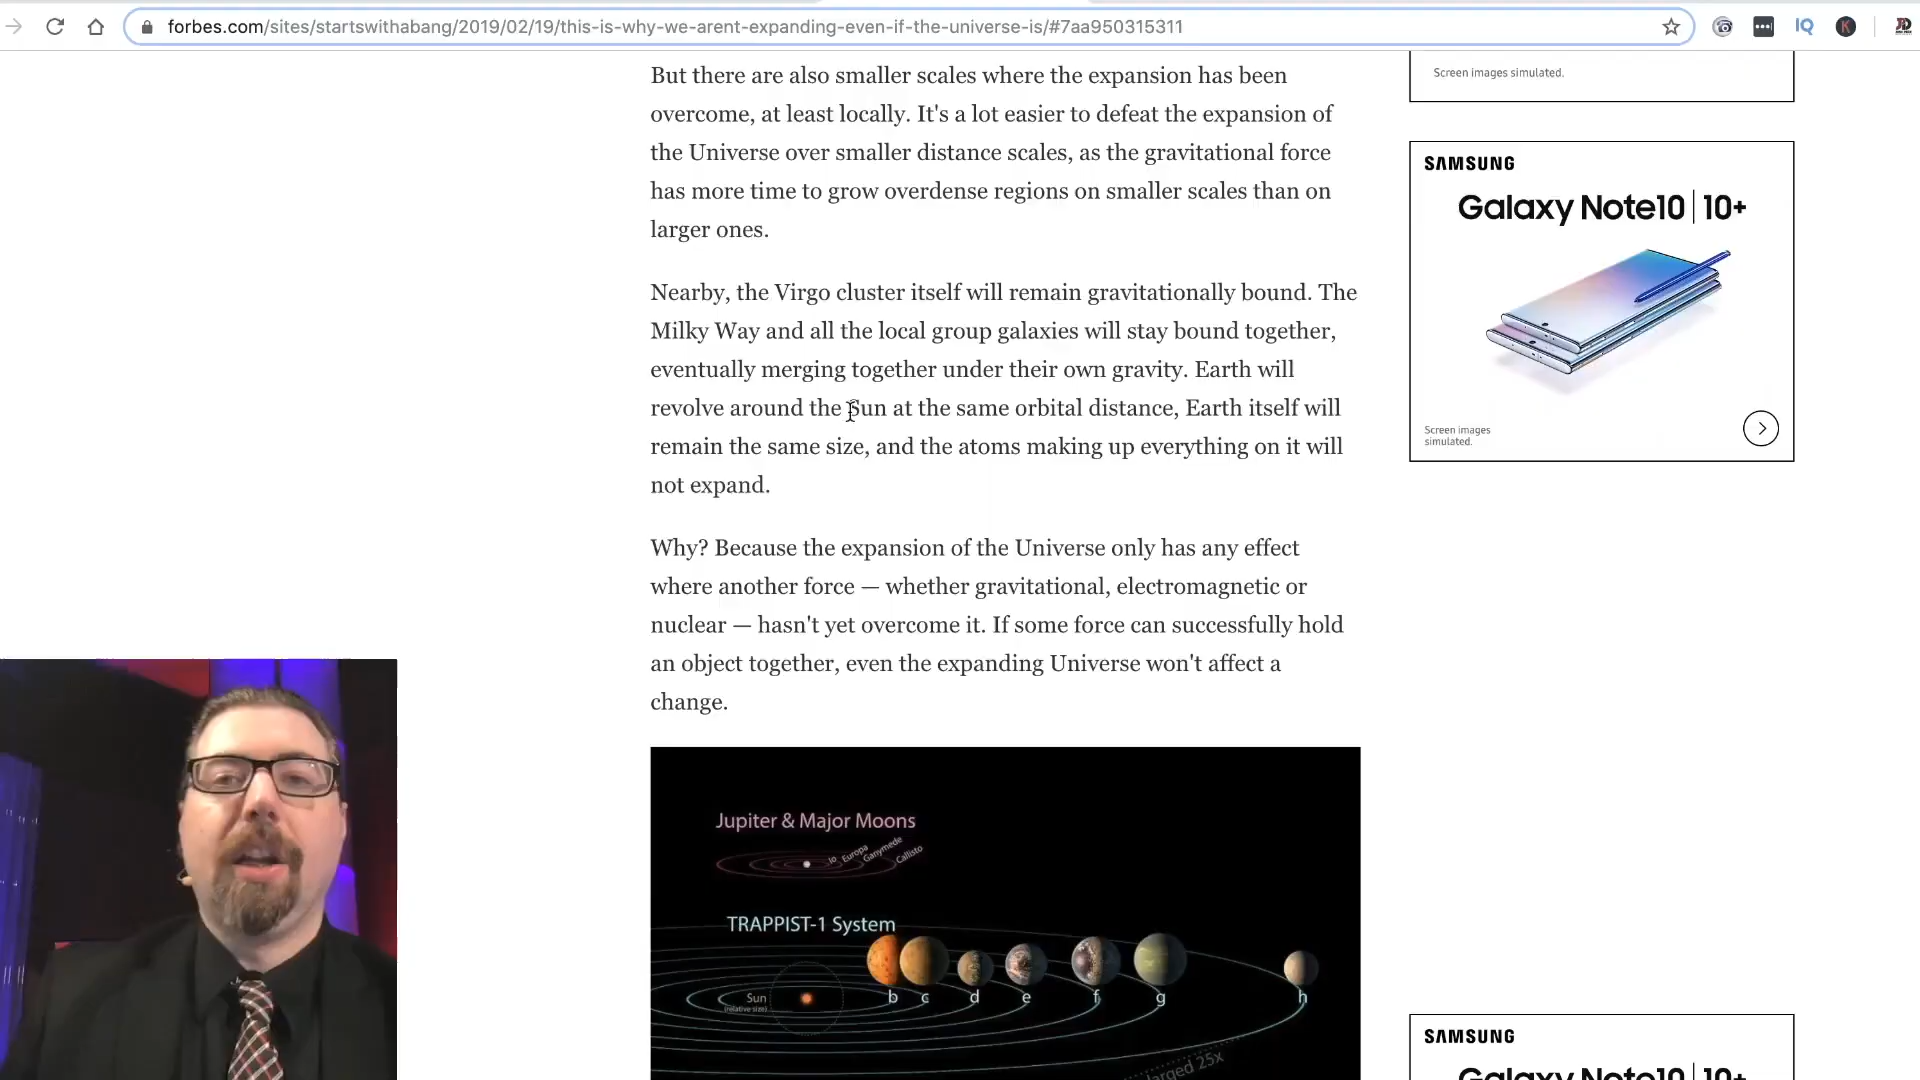 forbes.com/sites/startswithabang/2019/02/19/this-is-why-we-arent-expanding-even-if-the-universe-is/#7aa950315311
IQ
K
But there are also smaller scales where the expansion has been
overcome, at least locally. It's a lot easier to defeat the expansion of
the Universe over smaller distance scales, as the gravitational force
has more time to grow overdense regions on smaller scales than on
larger ones.
Nearby, the Virgo cluster itself will remain gravitationally bound. The
Milky Way and all the local group galaxies will stay bound together,
eventually merging together under their own gravity. Earth will
revolve around the Sun at the same orbital distance, Earth itself will
remain the same size, and the atoms making up everything on it will
not expand.
Why? Because the expansion of the Universe only has any effect
where another force — whether gravitational, electromagnetic or
nuclear — hasn't yet overcome it. If some force can successfully hold
an object together, even the expanding Universe won't affect a
change.
Jupiter & Major Moons
Io Europa Ganymede Callisto
TRAPPIST-1 System
Sun
(relative size)
b c d e f g h
25x
Screen images simulated.
SAMSUNG
Galaxy Note10 | 10+
Screen images
simulated.
SAMSUNG
Galaxy Note10 | 10+